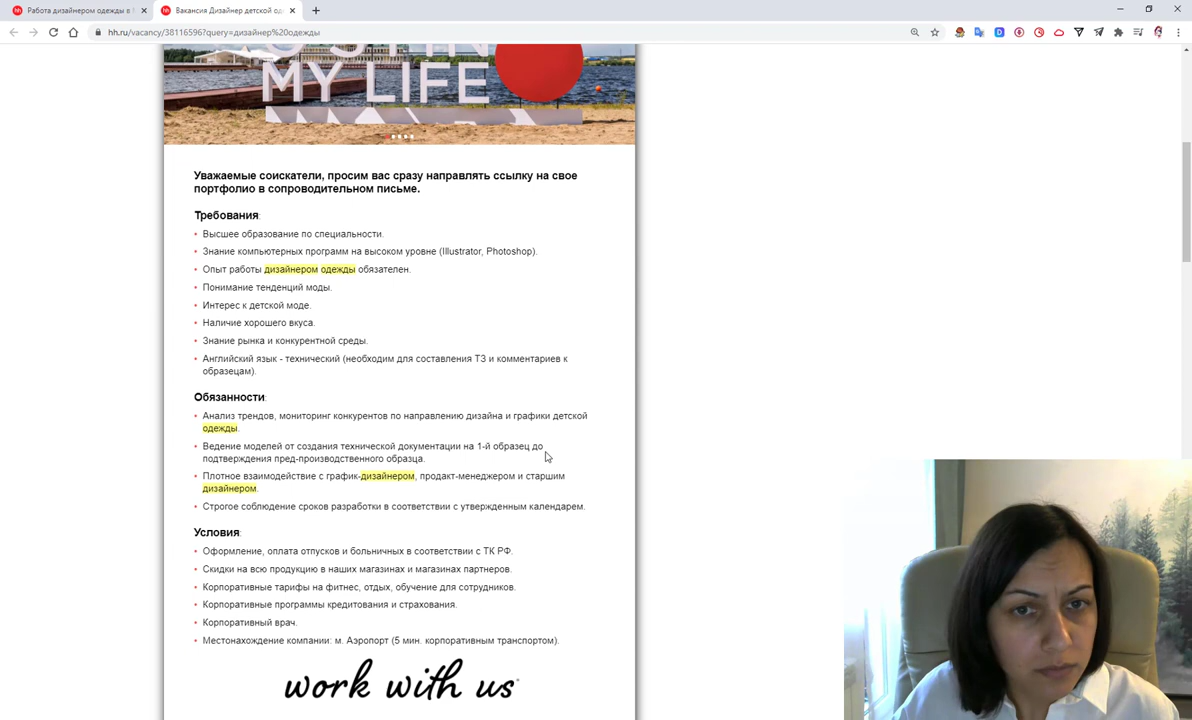 Работа дизайнером одежды в
Вакансия Дизайнер детской од
hh.ru/vacancy/38116596?query=дизайнер%20одежды
MY LIFE
Уважаемые соискатели, просим вас сразу направлять ссылку на свое
портфолио в сопроводительном письме.
Требования:
Высшее образование по специальности.
Знание компьютерных программ на высоком уровне (Illustrator, Photoshop).
Опыт работы дизайнером одежды обязателен.
Понимание тенденций моды.
Интерес к детской моде.
Наличие хорошего вкуса.
Знание рынка и конкурентной среды.
Английский язык - технический (необходим для составления ТЗ и комментариев к
образцам).
Обязанности:
Анализ трендов, мониторинг конкурентов по направлению дизайна и графики детской
одежды.
Ведение моделей от создания технической документации на 1-й образец до
подтверждения пред-производственного образца.
Плотное взаимодействие с график-дизайнером, продакт-менеджером и старшим
дизайнером.
Строгое соблюдение сроков разработки в соответствии с утвержденным календарем.
Условия:
Оформление, оплата отпусков и больничных в соответствии с ТК РФ.
Скидки на всю продукцию в наших магазинах и магазинах партнеров.
Корпоративные тарифы на фитнес, отдых, обучение для сотрудников.
Корпоративные программы кредитования и страхования.
Корпоративный врач.
Местонахождение компании: м. Аэропорт (5 мин. корпоративным транспортом).
work with us